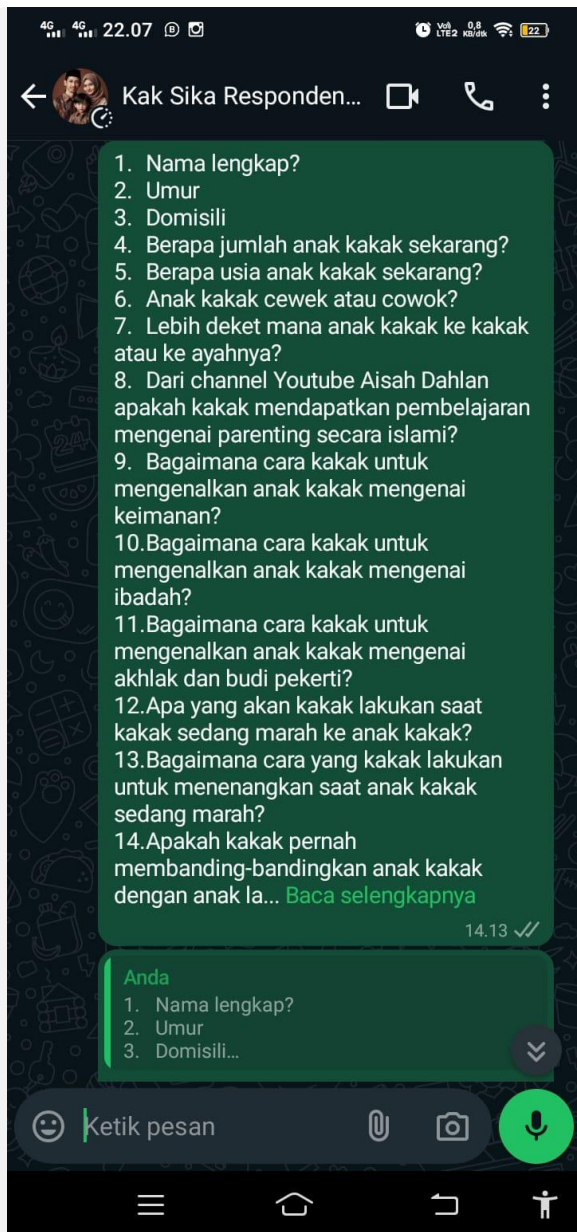 4G 4G 22.07
Vo)) LTE2 0,8 KB/dtk 22
Kak Sika Responden...
1. Nama lengkap?
2. Umur
3. Domisili
4. Berapa jumlah anak kakak sekarang?
5. Berapa usia anak kakak sekarang?
6. Anak kakak cewek atau cowok?
7. Lebih deket mana anak kakak ke kakak
atau ke ayahnya?
8. Dari channel Youtube Aisah Dahlan
apakah kakak mendapatkan pembelajaran
mengenai parenting secara islami?
9. Bagaimana cara kakak untuk
mengenalkan anak kakak mengenai
keimanan?
10.Bagaimana cara kakak untuk
mengenalkan anak kakak mengenai
ibadah?
11.Bagaimana cara kakak untuk
mengenalkan anak kakak mengenai
akhlak dan budi pekerti?
12.Apa yang akan kakak lakukan saat
kakak sedang marah ke anak kakak?
13.Bagaimana cara yang kakak lakukan
untuk menenangkan saat anak kakak
sedang marah?
14.Apakah kakak pernah
membanding-bandingkan anak kakak
dengan anak la... Baca selengkapnya
14.13
Anda
1. Nama lengkap?
2. Umur
3. Domisili...
Ketik pesan